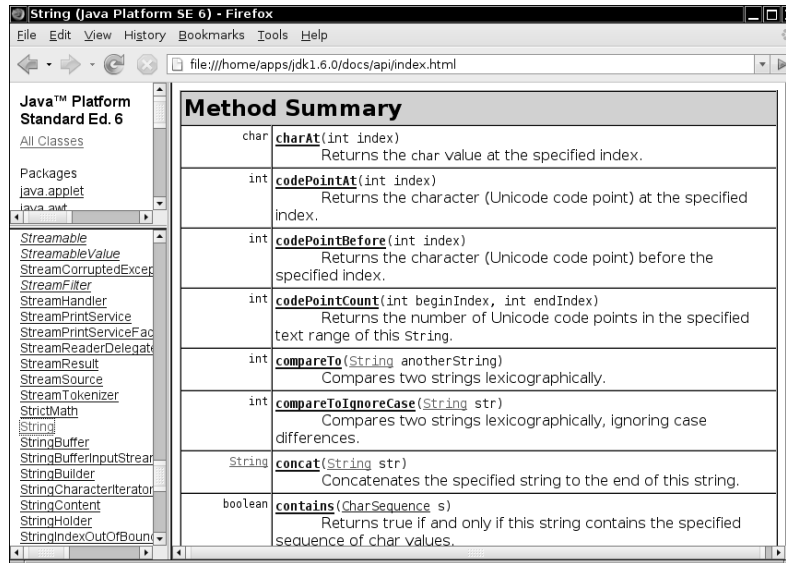 String (Java Platform SE 6) - Firefox
File Edit View History Bookmarks Tools Help
file:///home/apps/jdk1.6.0/docs/api/index.html
Java™ Platform
Standard Ed. 6
All Classes
Packages
java.applet
java.awt
Streamable
StreamableValue
StreamCorruptedExcep
StreamFilter
StreamHandler
StreamPrintService
StreamPrintServiceFac
StreamReaderDelegate
StreamResult
StreamSource
StreamTokenizer
StrictMath
String
StringBuffer
StringBufferInputStrear
StringBuilder
StringCharacterIterator
StringContent
StringHolder
StringIndexOutOfBound
Method Summary
char charAt(int index)
Returns the char value at the specified index.
int codePointAt(int index)
Returns the character (Unicode code point) at the specified
index.
int codePointBefore(int index)
Returns the character (Unicode code point) before the
specified index.
int codePointCount(int beginIndex, int endIndex)
Returns the number of Unicode code points in the specified
text range of this String.
int compareTo(String anotherString)
Compares two strings lexicographically.
int compareToIgnoreCase(String str)
Compares two strings lexicographically, ignoring case
differences.
String concat(String str)
Concatenates the specified string to the end of this string.
boolean contains(CharSequence s)
Returns true if and only if this string contains the specified
sequence of char values.